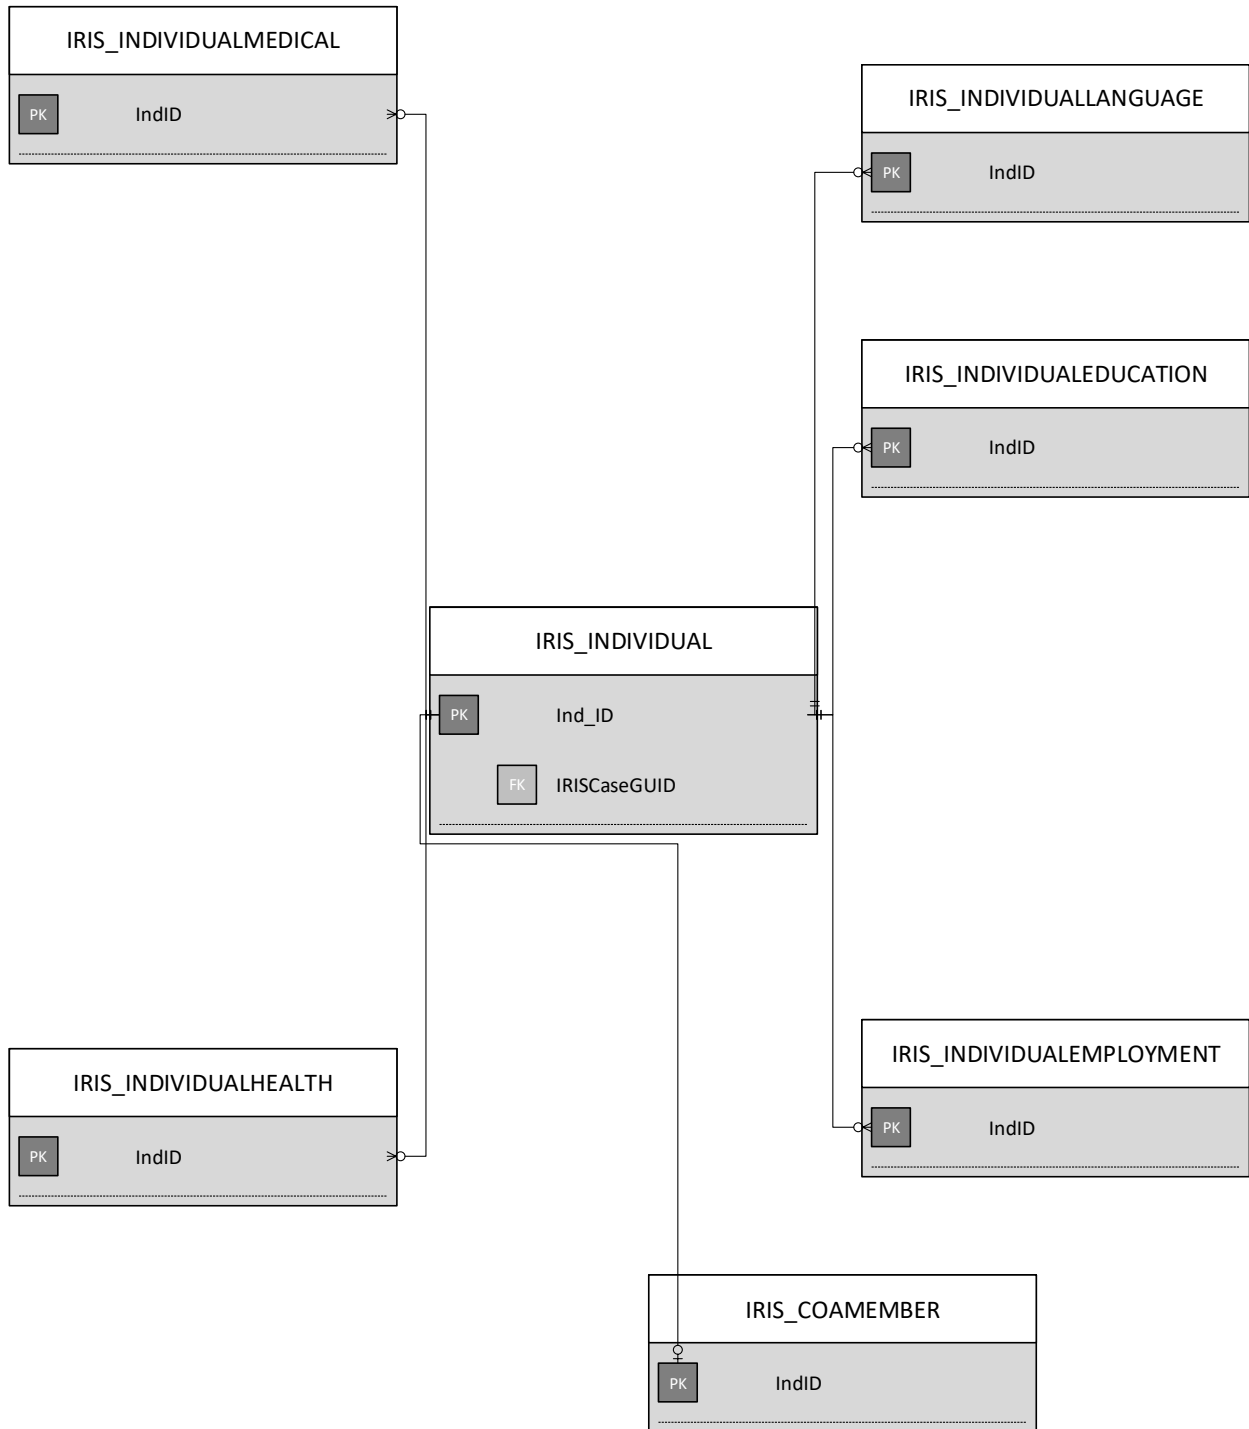 IRIS_INDIVIDUALMEDICAL
PK IndID
IRIS_INDIVIDUALLANGUAGE
PK IndID
IRIS_INDIVIDUALEDUCATION
PK IndID
IRIS_INDIVIDUAL
PK Ind_ID
FK IRISCaseGUID
IRIS_INDIVIDUALHEALTH
PK IndID
IRIS_INDIVIDUALEMPLOYMENT
PK IndID
IRIS_COAMEMBER
PK IndID